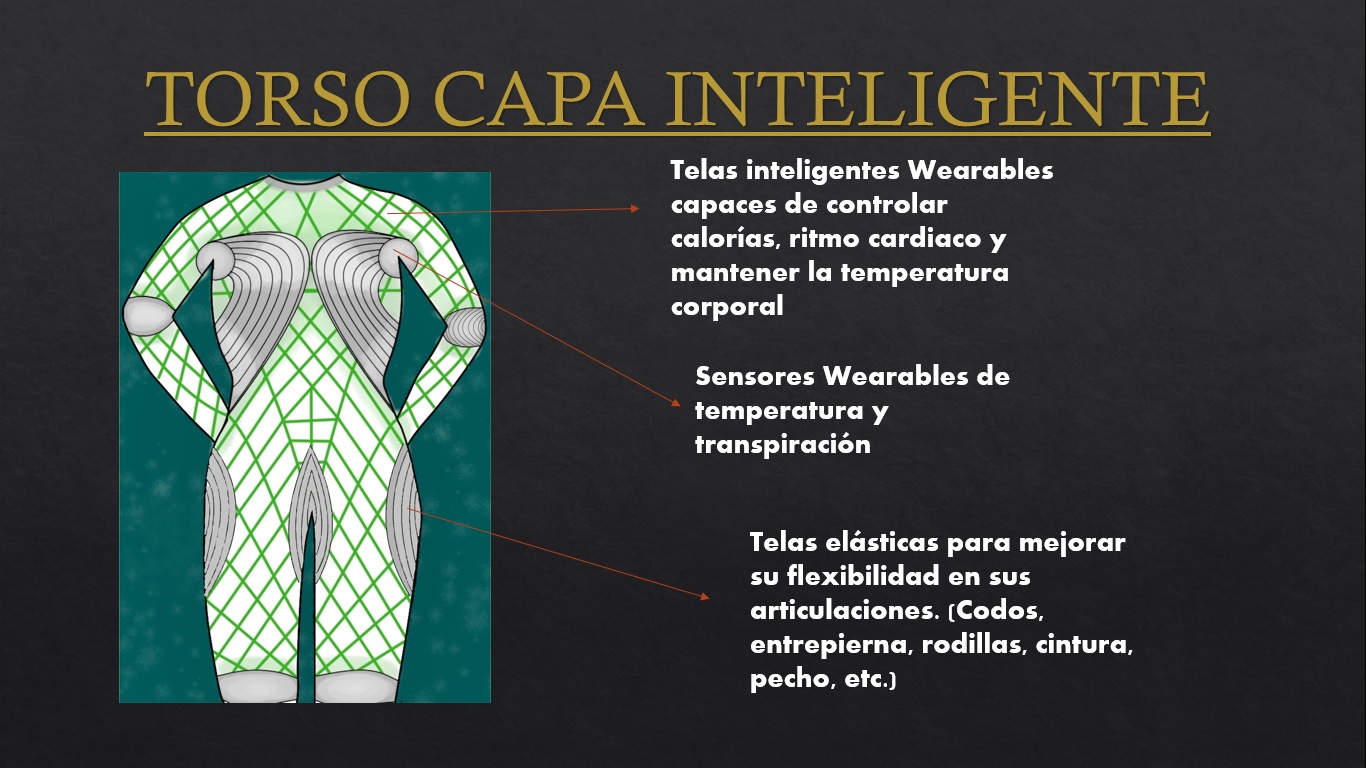 TORSO CAPA INTELIGENTE
Telas inteligentes Wearables
capaces de controlar
calorías, ritmo cardiaco y
mantener la temperatura
corporal
Sensores Wearables de
temperatura y
transpiración
Telas elásticas para mejorar
su flexibilidad en sus
articulaciones. (Codos,
entrepierna, rodillas, cintura,
pecho, etc.)